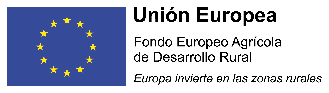 Unión Europea
Fondo Europeo Agrícola
de Desarrollo Rural
Europa invierte en las zonas rurales